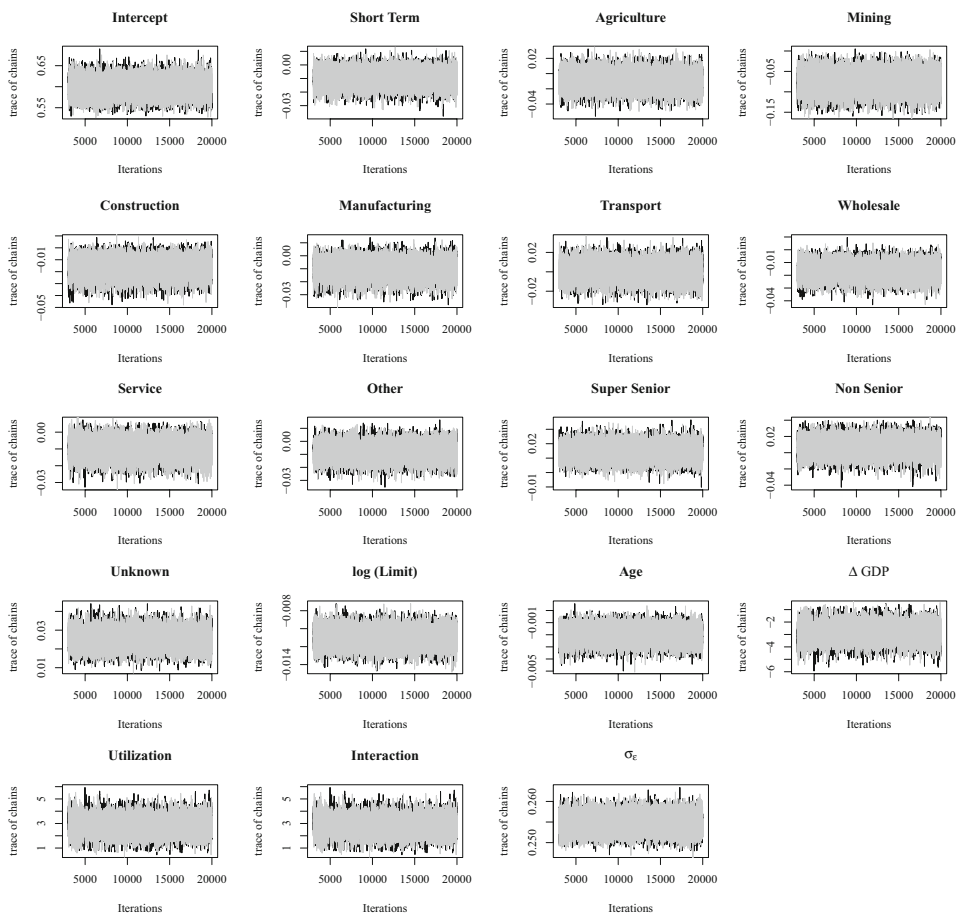 Intercept
Short Term
Agriculture
Mining
trace of chains
0.55 0.65
5000 10000 15000 20000
Iterations
trace of chains
−0.03 0.00
5000 10000 15000 20000
Iterations
trace of chains
−0.04 0.02
5000 10000 15000 20000
Iterations
trace of chains
−0.15 −0.05
5000 10000 15000 20000
Iterations
Construction
Manufacturing
Transport
Wholesale
trace of chains
−0.05 −0.01
5000 10000 15000 20000
Iterations
trace of chains
−0.03 0.00
5000 10000 15000 20000
Iterations
trace of chains
−0.02 0.02
5000 10000 15000 20000
Iterations
trace of chains
−0.04 −0.01
5000 10000 15000 20000
Iterations
Service
Other
Super Senior
Non Senior
trace of chains
−0.03 0.00
5000 10000 15000 20000
Iterations
trace of chains
−0.03 0.00
5000 10000 15000 20000
Iterations
trace of chains
−0.01 0.02
5000 10000 15000 20000
Iterations
trace of chains
−0.04 0.02
5000 10000 15000 20000
Iterations
Unknown
log (Limit)
Age
Δ GDP
trace of chains
0.01 0.03
5000 10000 15000 20000
Iterations
trace of chains
−0.014 −0.008
5000 10000 15000 20000
Iterations
trace of chains
−0.005 −0.001
5000 10000 15000 20000
Iterations
trace of chains
−6 −4 −2
5000 10000 15000 20000
Iterations
Utilization
Interaction
σε
trace of chains
1 3 5
5000 10000 15000 20000
Iterations
trace of chains
1 3 5
5000 10000 15000 20000
Iterations
trace of chains
0.250 0.260
5000 10000 15000 20000
Iterations